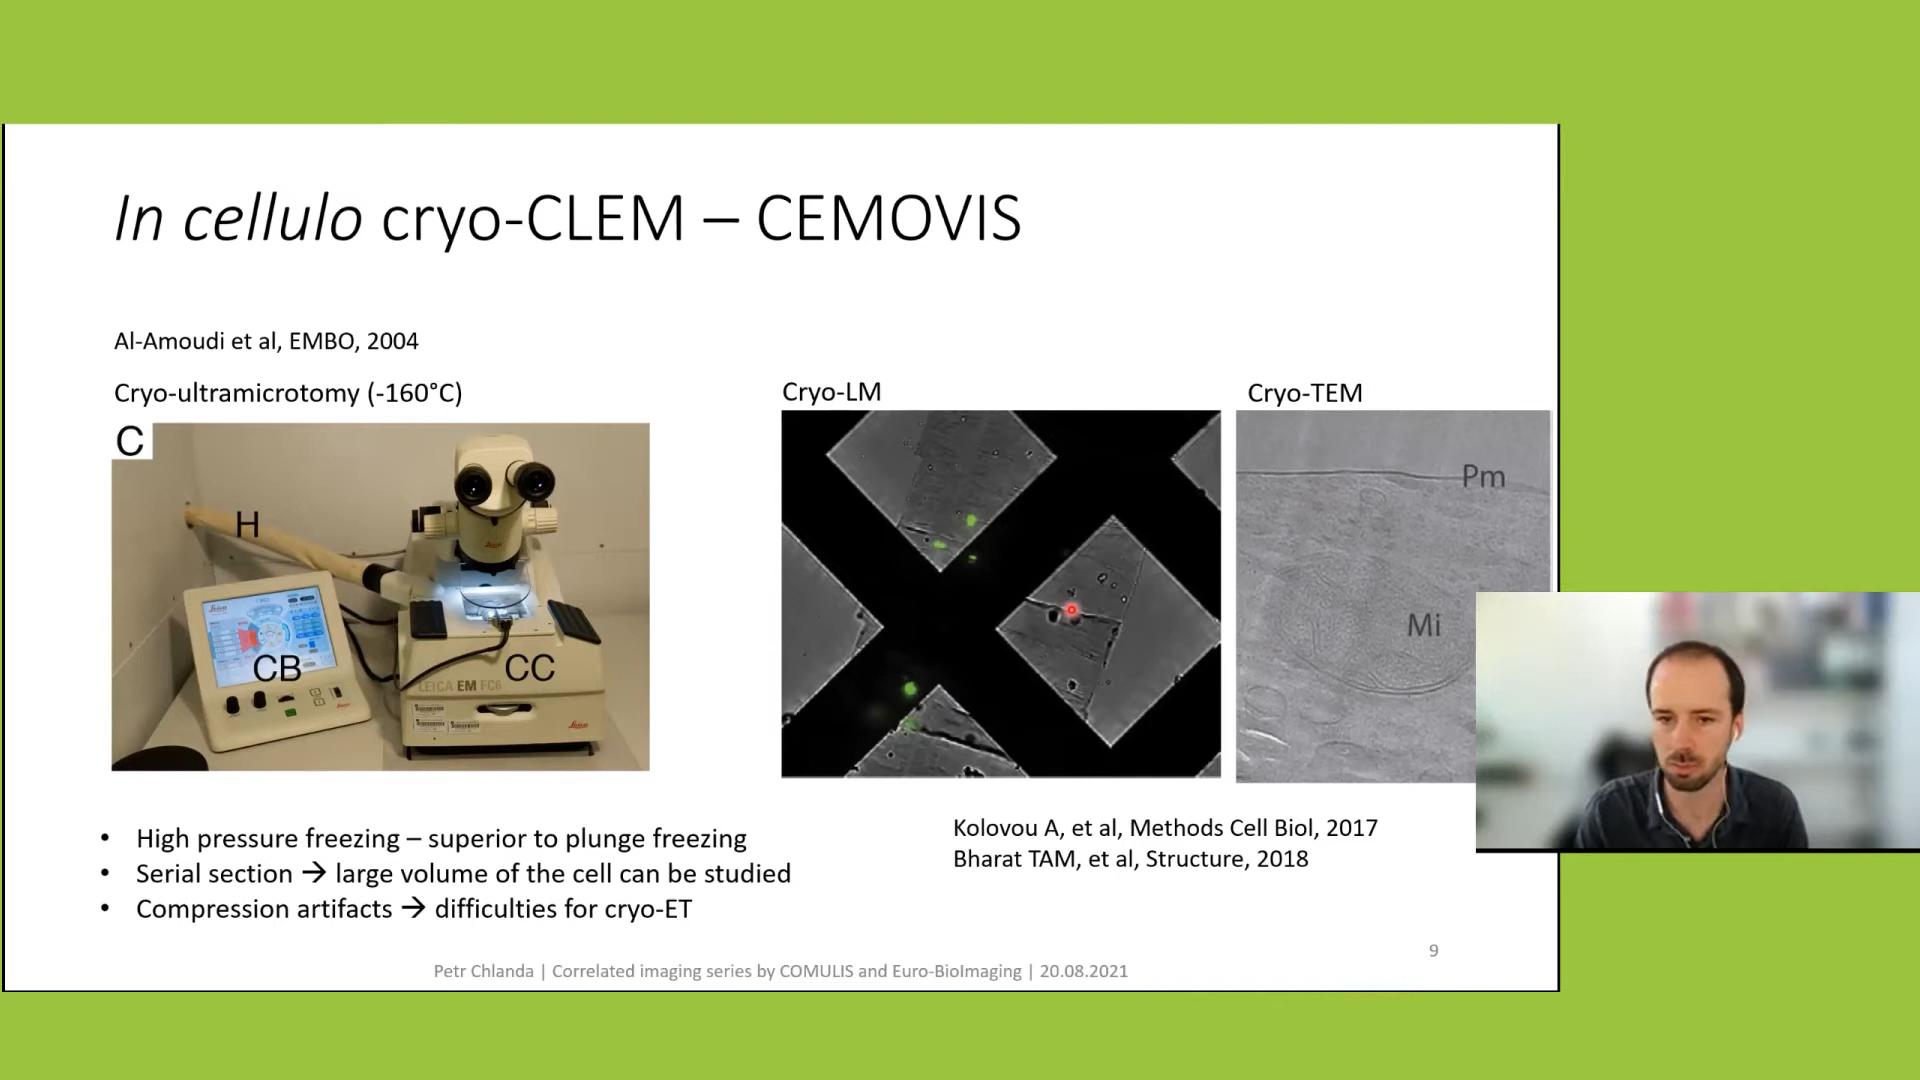 In cellulo cryo-CLEM – CEMOVIS
Al-Amoudi et al, EMBO, 2004
Cryo-ultramicrotomy (-160°C)
C
H
CB
CC
LEICA EM FC6
Leica
Cryo-LM
Cryo-TEM
Pm
Mi
• High pressure freezing – superior to plunge freezing
• Serial section → large volume of the cell can be studied
• Compression artifacts → difficulties for cryo-ET
Kolovou A, et al, Methods Cell Biol, 2017
Bharat TAM, et al, Structure, 2018
9
Petr Chlanda | Correlated imaging series by COMULIS and Euro-BioImaging | 20.08.2021